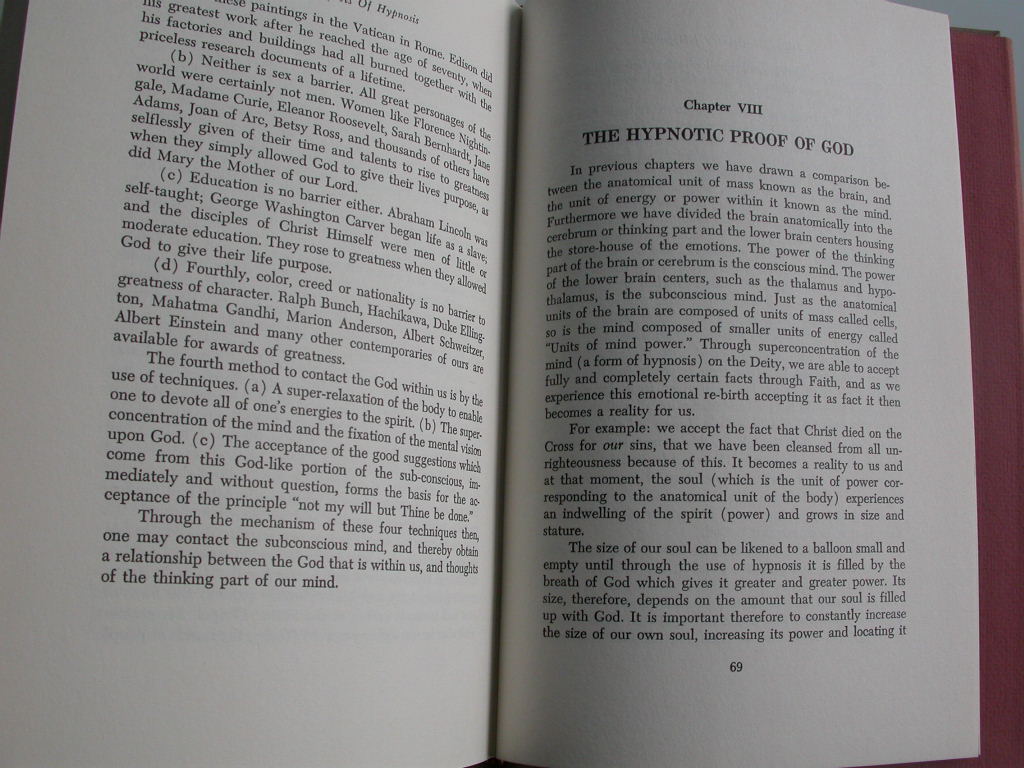 Of Hypnosis
these paintings in the Vatican in Rome. Edison did
his greatest work after he reached the age of seventy, when
his factories and buildings had all burned together with the
priceless research documents of a lifetime.
(b) Neither is sex a barrier. All great personages of the
world were certainly not men. Women like Florence Nightin-
gale, Madame Curie, Eleanor Roosevelt, Sarah Bernhardt, Jane
Adams, Joan of Arc, Betsy Ross, and thousands of others have
selflessly given of their time and talents to rise to greatness
when they simply allowed God to give their lives purpose, as
did Mary the Mother of our Lord.
(c) Education is no barrier either. Abraham Lincoln was
self-taught; George Washington Carver began life as a slave;
and the disciples of Christ Himself were men of little or
moderate education. They rose to greatness when they allowed
God to give their life purpose.
(d) Fourthly, color, creed or nationality is no barrier to
greatness of character. Ralph Bunch, Hachikawa, Duke Elling-
ton, Mahatma Gandhi, Marion Anderson, Albert Schweitzer,
Albert Einstein and many other contemporaries of ours are
available for awards of greatness.
The fourth method to contact the God within us is by the
use of techniques. (a) A super-relaxation of the body to enable
one to devote all of one's energies to the spirit. (b) The super-
concentration of the mind and the fixation of the mental vision
upon God. (c) The acceptance of the good suggestions which
come from this God-like portion of the sub-conscious, im-
mediately and without question, forms the basis for the ac-
ceptance of the principle "not my will but Thine be done."
Through the mechanism of these four techniques then,
one may contact the subconscious mind, and thereby obtain
a relationship between the God that is within us, and thoughts
of the thinking part of our mind.
Chapter VIII
THE HYPNOTIC PROOF OF GOD
In previous chapters we have drawn a comparison be-
tween the anatomical unit of mass known as the brain, and
the unit of energy or power within it known as the mind.
Furthermore we have divided the brain anatomically into the
cerebrum or thinking part and the lower brain centers housing
the store-house of the emotions. The power of the thinking
part of the brain or cerebrum is the conscious mind. The power
of the lower brain centers, such as the thalamus and hypo-
thalamus, is the subconscious mind. Just as the anatomical
units of the brain are composed of units of mass called cells,
so is the mind composed of smaller units of energy called
"Units of mind power." Through superconcentration of the
mind (a form of hypnosis) on the Deity, we are able to accept
fully and completely certain facts through Faith, and as we
experience this emotional re-birth accepting it as fact it then
becomes a reality for us.
For example: we accept the fact that Christ died on the
Cross for our sins, that we have been cleansed from all un-
righteousness because of this. It becomes a reality to us and
at that moment, the soul (which is the unit of power cor-
responding to the anatomical unit of the body) experiences
an indwelling of the spirit (power) and grows in size and
stature.
The size of our soul can be likened to a balloon small and
empty until through the use of hypnosis it is filled by the
breath of God which gives it greater and greater power. Its
size, therefore, depends on the amount that our soul is filled
up with God. It is important therefore to constantly increase
the size of our own soul, increasing its power and locating it
69